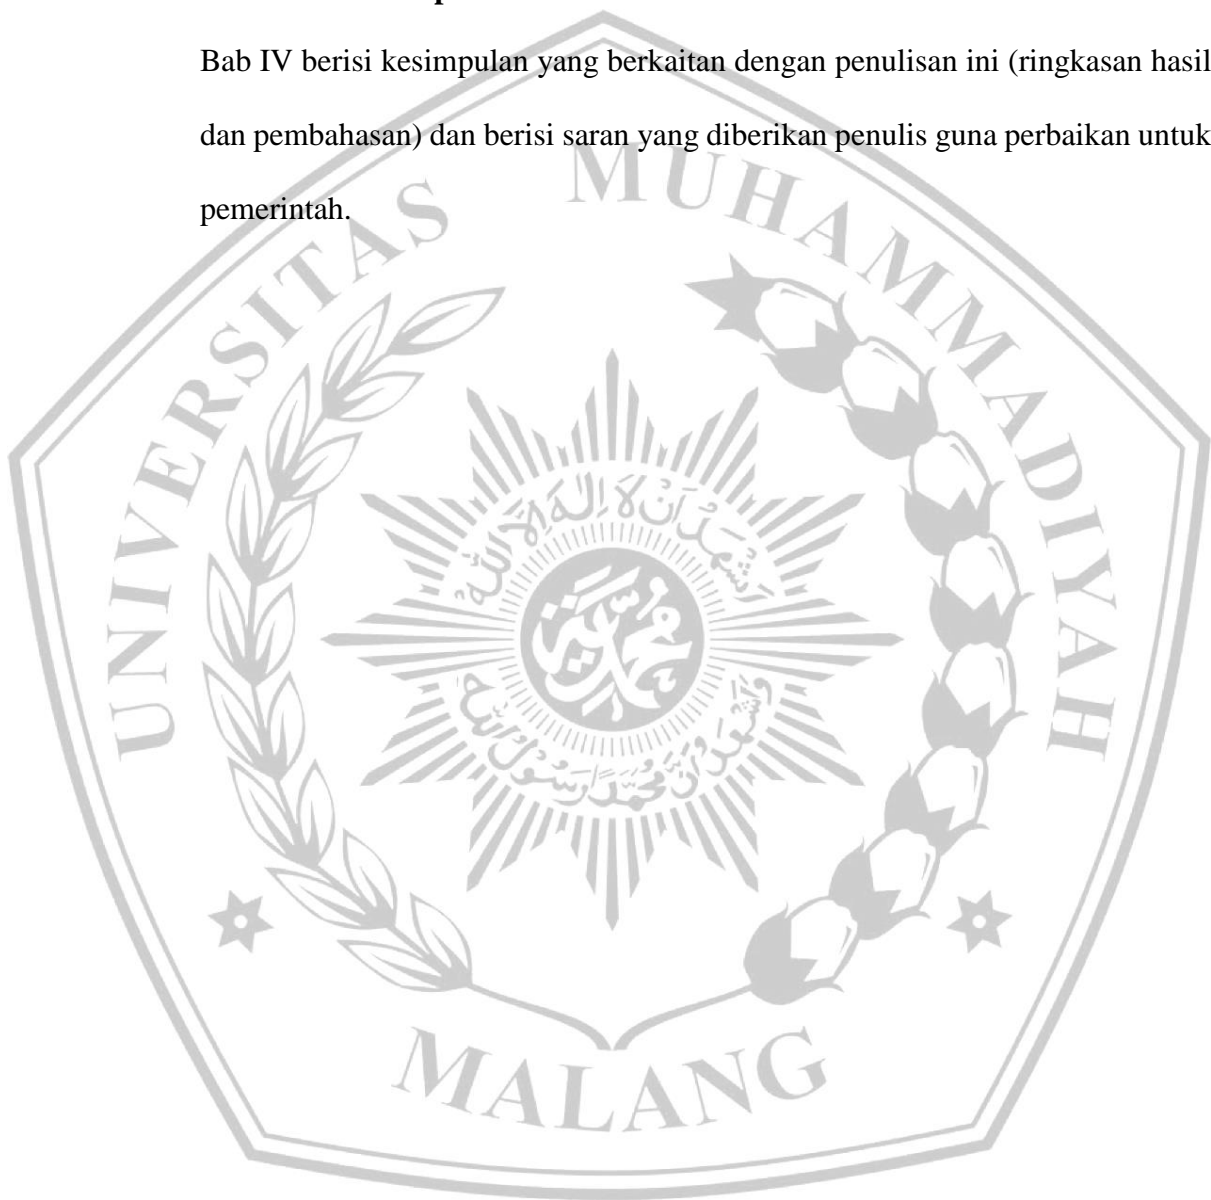 Bab IV berisi kesimpulan yang berkaitan dengan penulisan ini (ringkasan hasil
dan pembahasan) dan berisi saran yang diberikan penulis guna perbaikan untuk
pemerintah.
UNIVERSITAS MUHAMMADIYAH
MALANG